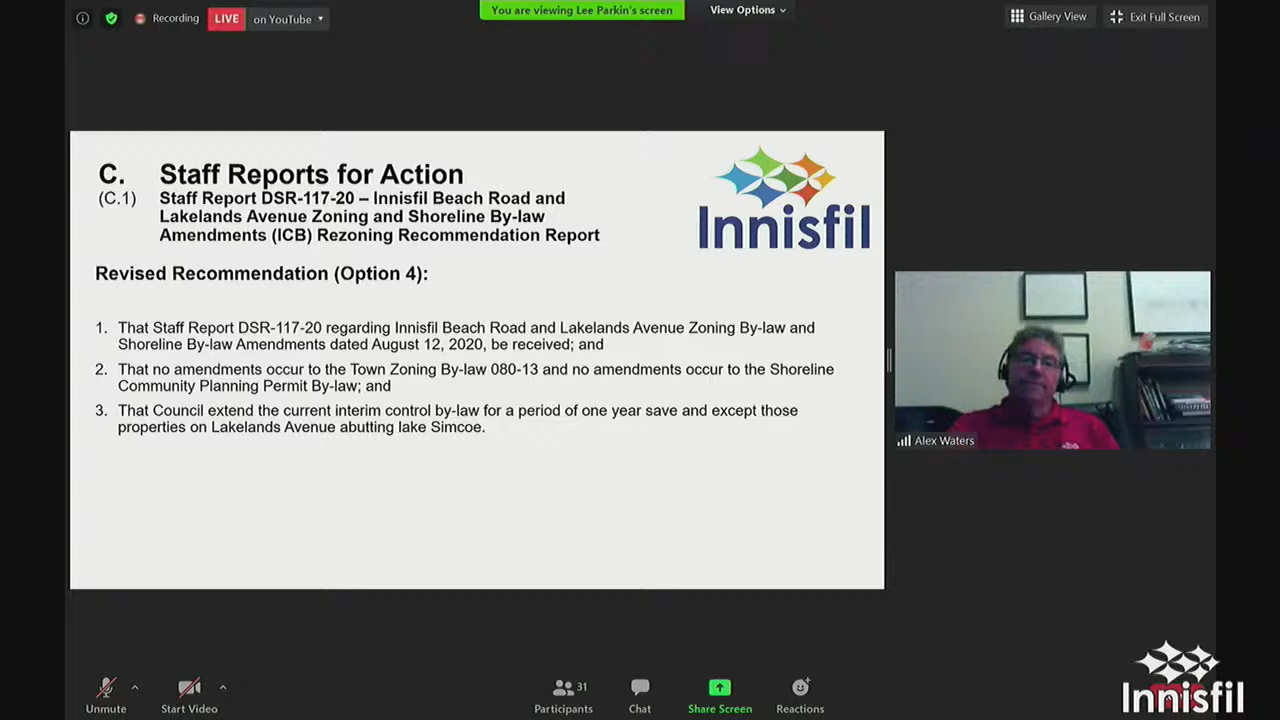 Recording
LIVE
on YouTube
You are viewing Lee Parkin's screen
View Options
Gallery View
Exit Full Screen
C. Staff Reports for Action
(C.1) Staff Report DSR-117-20 – Innisfil Beach Road and
Lakelands Avenue Zoning and Shoreline By-law
Amendments (ICB) Rezoning Recommendation Report
Innisfil
Revised Recommendation (Option 4):
1. That Staff Report DSR-117-20 regarding Innisfil Beach Road and Lakelands Avenue Zoning By-law and
Shoreline By-law Amendments dated August 12, 2020, be received; and
2. That no amendments occur to the Town Zoning By-law 080-13 and no amendments occur to the Shoreline
Community Planning Permit By-law; and
3. That Council extend the current interim control by-law for a period of one year save and except those
properties on Lakelands Avenue abutting lake Simcoe.
Alex Waters
Unmute
Start Video
31
Participants
Chat
Share Screen
Reactions
Innisfil